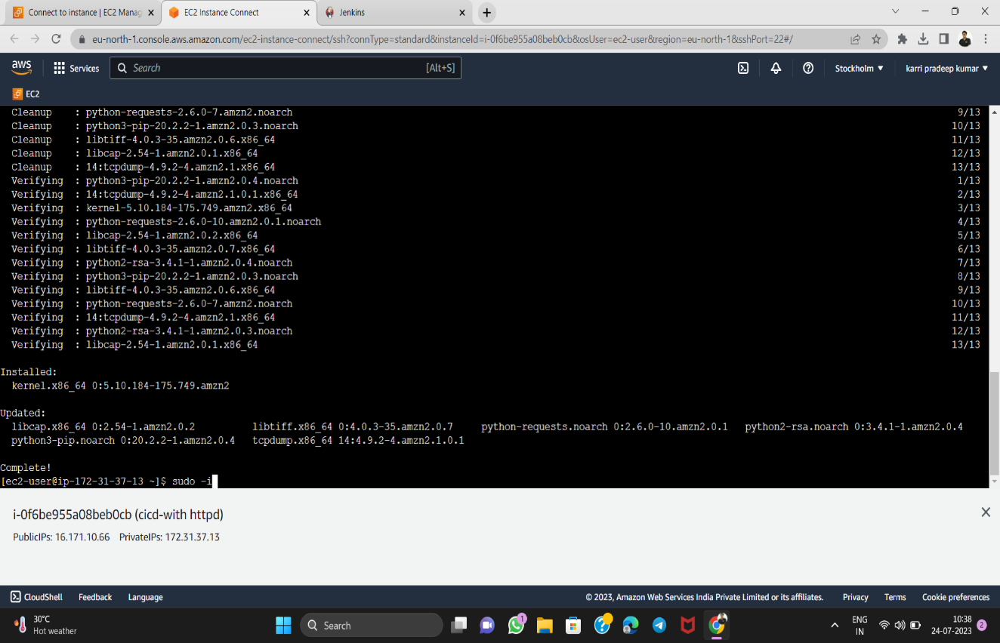 Connect to instance | EC2 Manag
EC2 Instance Connect
Jenkins
eu-north-1.console.aws.amazon.com/ec2-instance-connect/ssh?connType=standard&instanceId=i-0f6be955a08beb0cb&osUser=ec2-user&region=eu-north-1&sshPort=22#/
aws Services Search [Alt+S] Stockholm ▼ karri pradeep kumar ▼
EC2
Cleanup : python-requests-2.6.0-7.amzn2.noarch 9/13
Cleanup : python3-pip-20.2.2-1.amzn2.0.3.noarch 10/13
Cleanup : libtiff-4.0.3-35.amzn2.0.6.x86_64 11/13
Cleanup : libcap-2.54-1.amzn2.0.1.x86_64 12/13
Cleanup : 14:tcpdump-4.9.2-4.amzn2.1.x86_64 13/13
Verifying : python3-pip-20.2.2-1.amzn2.0.4.noarch 1/13
Verifying : 14:tcpdump-4.9.2-4.amzn2.1.0.1.x86_64 2/13
Verifying : kernel-5.10.184-175.749.amzn2.x86_64 3/13
Verifying : python-requests-2.6.0-10.amzn2.0.1.noarch 4/13
Verifying : libcap-2.54-1.amzn2.0.2.x86_64 5/13
Verifying : libtiff-4.0.3-35.amzn2.0.7.x86_64 6/13
Verifying : python2-rsa-3.4.1-1.amzn2.0.4.noarch 7/13
Verifying : python3-pip-20.2.2-1.amzn2.0.3.noarch 8/13
Verifying : libtiff-4.0.3-35.amzn2.0.6.x86_64 9/13
Verifying : python-requests-2.6.0-7.amzn2.noarch 10/13
Verifying : 14:tcpdump-4.9.2-4.amzn2.1.x86_64 11/13
Verifying : python2-rsa-3.4.1-1.amzn2.0.3.noarch 12/13
Verifying : libcap-2.54-1.amzn2.0.1.x86_64 13/13
Installed:
kernel.x86_64 0:5.10.184-175.749.amzn2
Updated:
libcap.x86_64 0:2.54-1.amzn2.0.2 libtiff.x86_64 0:4.0.3-35.amzn2.0.7 python-requests.noarch 0:2.6.0-10.amzn2.0.1 python2-rsa.noarch 0:3.4.1-1.amzn2.0.4
python3-pip.noarch 0:20.2.2-1.amzn2.0.4 tcpdump.x86_64 14:4.9.2-4.amzn2.1.0.1
Complete!
[ec2-user@ip-172-31-37-13 ~]$ sudo -i
i-0f6be955a08beb0cb (cicd-with httpd)
PublicIPs: 16.171.10.66 PrivateIPs: 172.31.37.13
CloudShell Feedback Language © 2023, Amazon Web Services India Private Limited or its affiliates. Privacy Terms Cookie preferences
30°C
Hot weather
Search
1
ENG
IN
10:38
24-07-2023
2